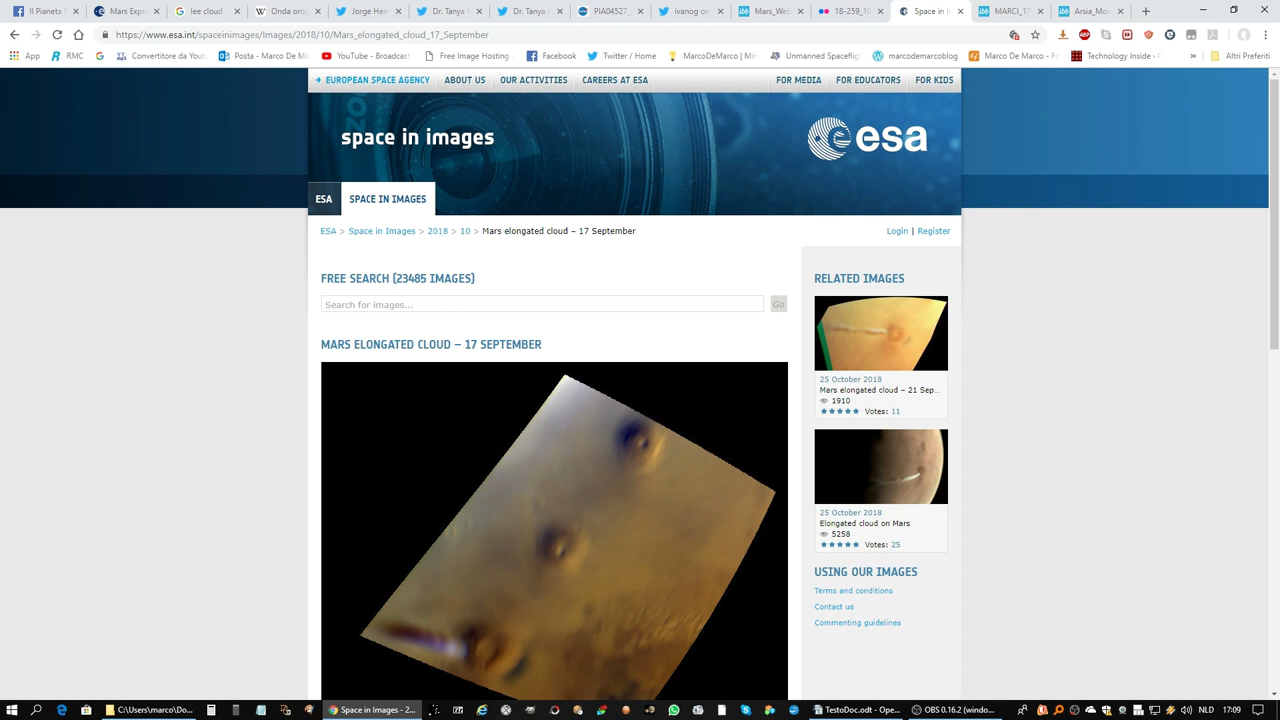 Il Pianeta
Mars Expre
lee cloud
Onda orog
Jorge Hern
Dr. Tanya H
Dr. Tanya H
PIA04527_
ivanog on
Mars_Web
18-259_10
Space in I
MARCI_17
Arsia_Mon
https://www.esa.int/spaceinimages/Images/2018/10/Mars_elongated_cloud_17_September
App
RMC
G
Convertitore da Yout
Posta - Marco De Ma
YouTube - Broadcast
Free Image Hosting -
Facebook
Twitter / Home
MarcoDeMarco | Min
Unmanned Spacefli
marcodemarcoblog
Marco De Marco - Fo
Technology Inside › C
»
Altri Preferiti
EUROPEAN SPACE AGENCY
ABOUT US
OUR ACTIVITIES
CAREERS AT ESA
FOR MEDIA
FOR EDUCATORS
FOR KIDS
space in images
esa
ESA
SPACE IN IMAGES
ESA > Space in Images > 2018 > 10 > Mars elongated cloud – 17 September
Login | Register
FREE SEARCH (23485 IMAGES)
Search for images...
Go
MARS ELONGATED CLOUD – 17 SEPTEMBER
RELATED IMAGES
25 October 2018
Mars elongated cloud – 21 Sep...
1910
Votes: 11
25 October 2018
Elongated cloud on Mars
5258
Votes: 25
USING OUR IMAGES
Terms and conditions
Contact us
Commenting guidelines
C:\Users\marco\Do...
Space in Images - 2...
TestoDoc.odt - Ope...
OBS 0.16.2 (windo...
NLD
17:09